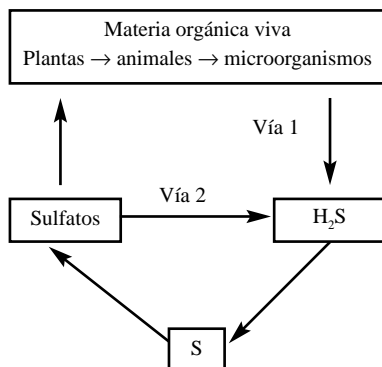 Materia orgánica viva
Plantas → animales → microorganismos
Vía 1
Vía 2
Sulfatos
H₂S
S